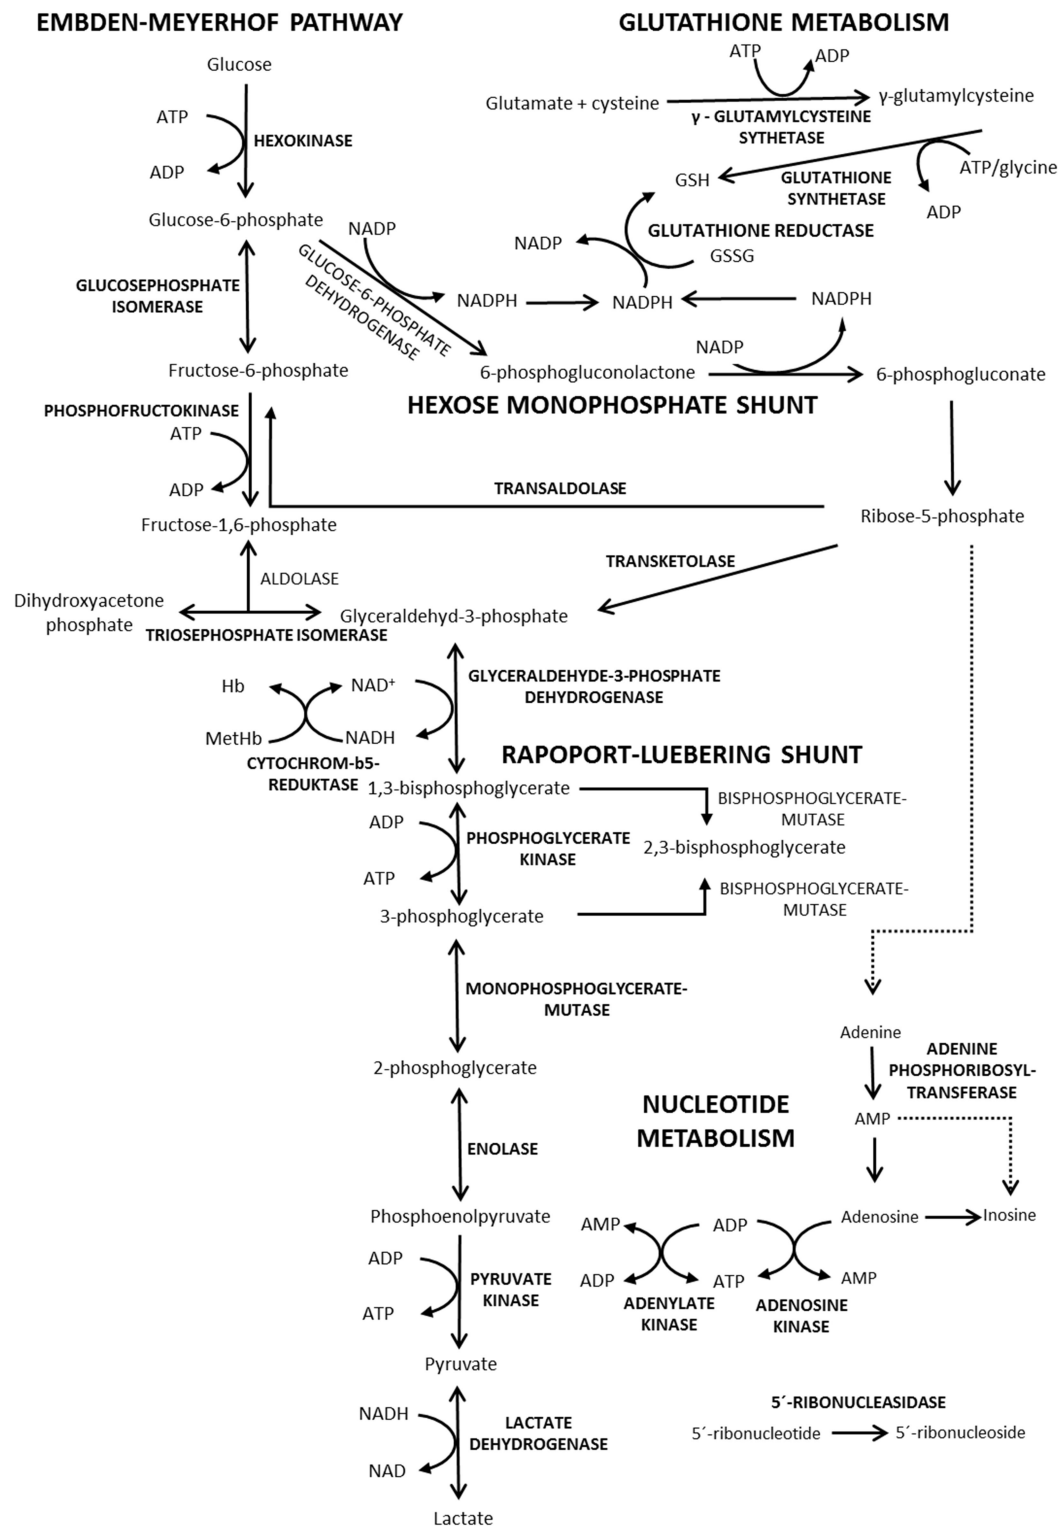 EMBDEN-MEYERHOF PATHWAY
GLUTATHIONE METABOLISM
Glucose
ATP
ADP
HEXOKINASE
Glucose-6-phosphate
ATP
ADP
Glutamate + cysteine
γ-glutamylcysteine
γ - GLUTAMYLCYSTEINE
SYTHETASE
GSH
GLUTATHIONE
SYNTHETASE
ATP/glycine
ADP
NADP
GLUTATHIONE REDUCTASE
GSSG
NADP
GLUCOSE-6-PHOSPHATE
DEHYDROGENASE
NADPH
NADPH
NADPH
GLUCOSEPHOSPHATE
ISOMERASE
Fructose-6-phosphate
6-phosphogluconolactone
NADP
6-phosphogluconate
HEXOSE MONOPHOSPHATE SHUNT
PHOSPHOFRUCTOKINASE
ATP
ADP
TRANSALDOLASE
Fructose-1,6-phosphate
Ribose-5-phosphate
ALDOLASE
TRANSKETOLASE
Dihydroxyacetone
phosphate
TRIOSEPHOSPHATE ISOMERASE
Glyceraldehyd-3-phosphate
Hb
NAD+
MetHb
NADH
CYTOCHROM-b5-
REDUKTASE
GLYCERALDEHYDE-3-PHOSPHATE
DEHYDROGENASE
RAPOPORT-LUEBERING SHUNT
1,3-bisphosphoglycerate
BISPHOSPHOGLYCERATE-
MUTASE
ADP
ATP
PHOSPHOGLYCERATE
KINASE
2,3-bisphosphoglycerate
BISPHOSPHOGLYCERATE-
MUTASE
3-phosphoglycerate
MONOPHOSPHOGLYCERATE-
MUTASE
2-phosphoglycerate
Adenine
ADENINE
PHOSPHORIBOSYL-
TRANSFERASE
AMP
NUCLEOTIDE
METABOLISM
ENOLASE
Phosphoenolpyruvate
AMP
ADP
Adenosine
Inosine
ADP
ATP
PYRUVATE
KINASE
ADP
ATP
AMP
ADENYLATE
KINASE
ADENOSINE
KINASE
Pyruvate
NADH
NAD
LACTATE
DEHYDROGENASE
5´-RIBONUCLEASIDASE
5´-ribonucleotide
5´-ribonucleoside
Lactate